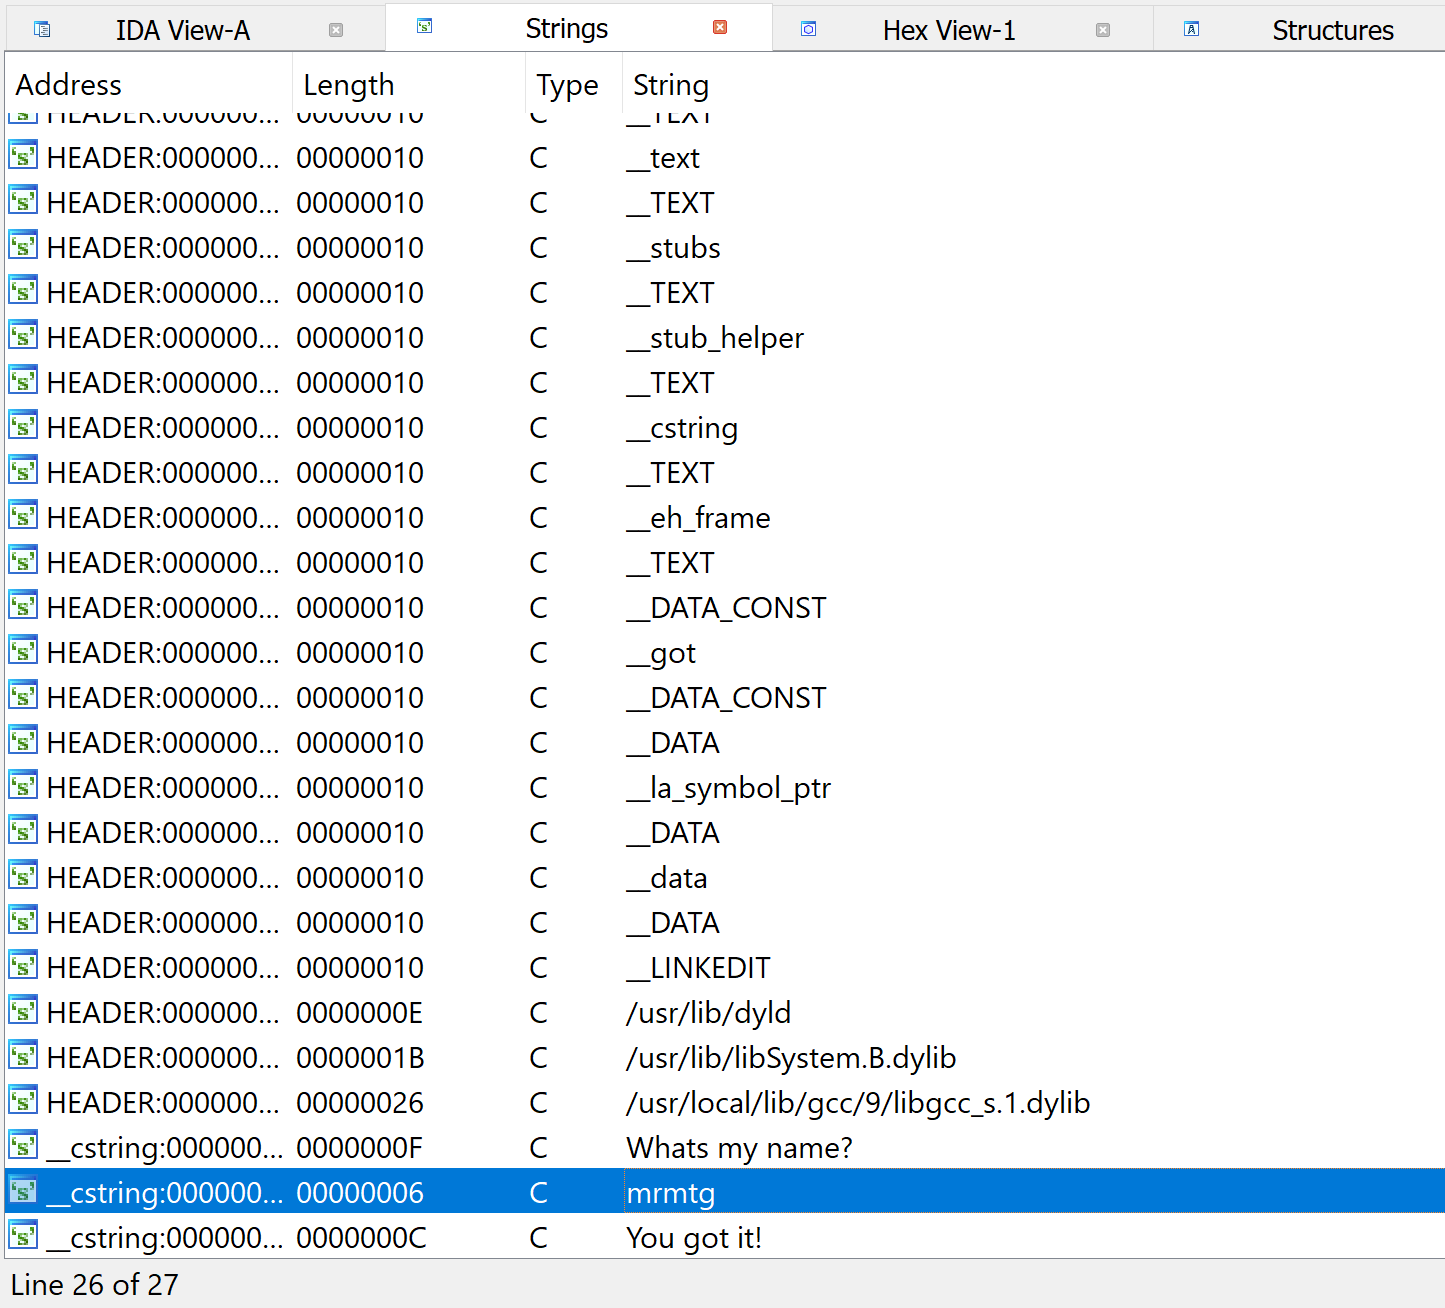 IDA View-A Strings Hex View-1 Structures
Address Length Type String
HEADER:000000... 00000010 C __TEXT
HEADER:000000... 00000010 C __text
HEADER:000000... 00000010 C __TEXT
HEADER:000000... 00000010 C __stubs
HEADER:000000... 00000010 C __TEXT
HEADER:000000... 00000010 C __stub_helper
HEADER:000000... 00000010 C __TEXT
HEADER:000000... 00000010 C __cstring
HEADER:000000... 00000010 C __TEXT
HEADER:000000... 00000010 C __eh_frame
HEADER:000000... 00000010 C __TEXT
HEADER:000000... 00000010 C __DATA_CONST
HEADER:000000... 00000010 C __got
HEADER:000000... 00000010 C __DATA_CONST
HEADER:000000... 00000010 C __DATA
HEADER:000000... 00000010 C __la_symbol_ptr
HEADER:000000... 00000010 C __DATA
HEADER:000000... 00000010 C __data
HEADER:000000... 00000010 C __DATA
HEADER:000000... 00000010 C __LINKEDIT
HEADER:000000... 0000000E C /usr/lib/dyld
HEADER:000000... 0000001B C /usr/lib/libSystem.B.dylib
HEADER:000000... 00000026 C /usr/local/lib/gcc/9/libgcc_s.1.dylib
__cstring:000000... 0000000F C Whats my name?
__cstring:000000... 00000006 C mrmtg
__cstring:000000... 0000000C C You got it!
Line 26 of 27